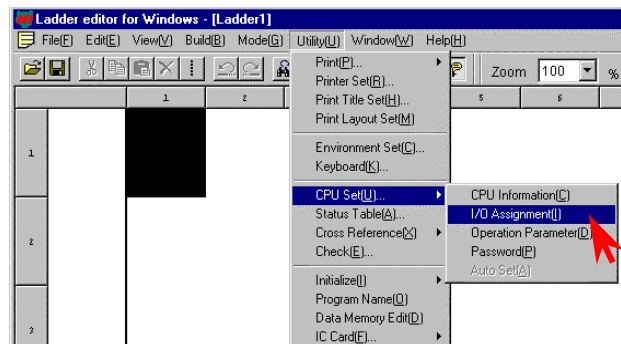 Ladder editor for Windows - [Ladder1]
File(F) Edit(E) View(V) Build(B) Mode(G) Utility(U) Window(W) Help(H)
Zoom 100 %
1 2 5 6
1
2
3
Print(P)...
Printer Set(R)...
Print Title Set(H)...
Print Layout Set(M)
Environment Set(C)...
Keyboard(K)...
CPU Set(U)...
Status Table(A)...
Cross Reference(X)
Check(E)...
Initialize(I)
Program Name(O)
Data Memory Edit(D)
IC Card(F)...
CPU Information(C)
I/O Assignment(I)
Operation Parameter(D)
Password(P)
Auto Set(A)